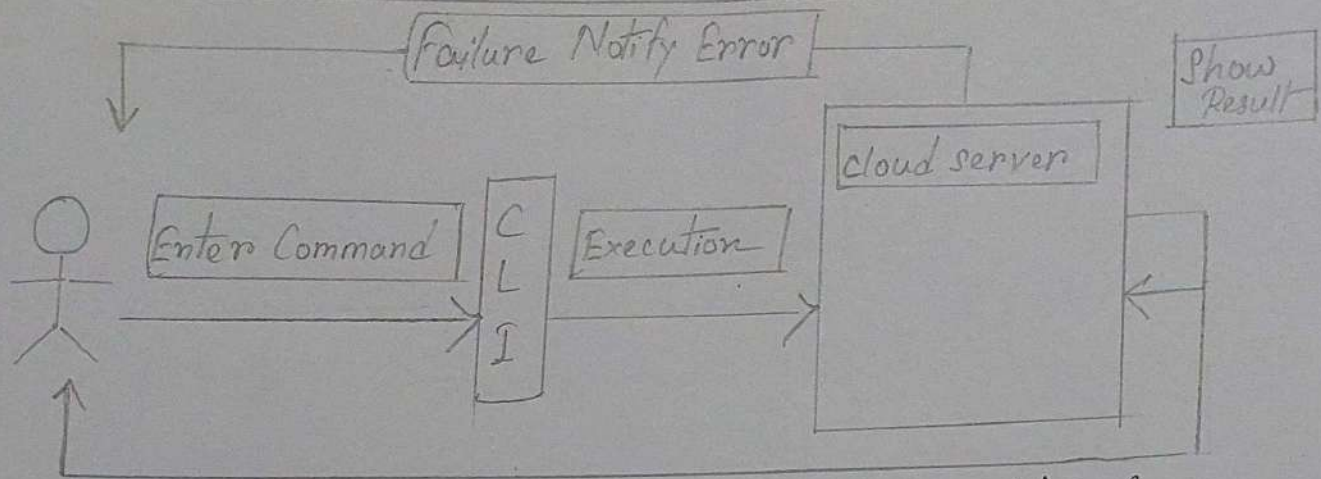 Failure Notify Error
Show
Result
cloud server
Enter Command
C
L
I
Execution